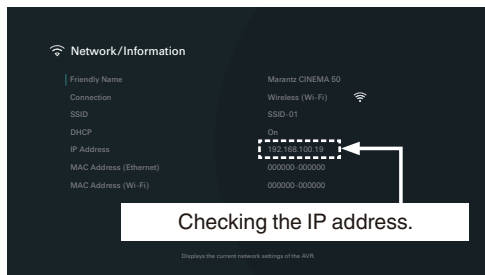 Network/Information
Friendly Name Marantz CINEMA 50
Connection Wireless (Wi-Fi)
SSID SSID-01
DHCP On
IP Address 192.168.100.19
MAC Address (Ethernet) 000000-000000
MAC Address (Wi-Fi) 000000-000000
Checking the IP address.
Displays the current network settings of the AVR.